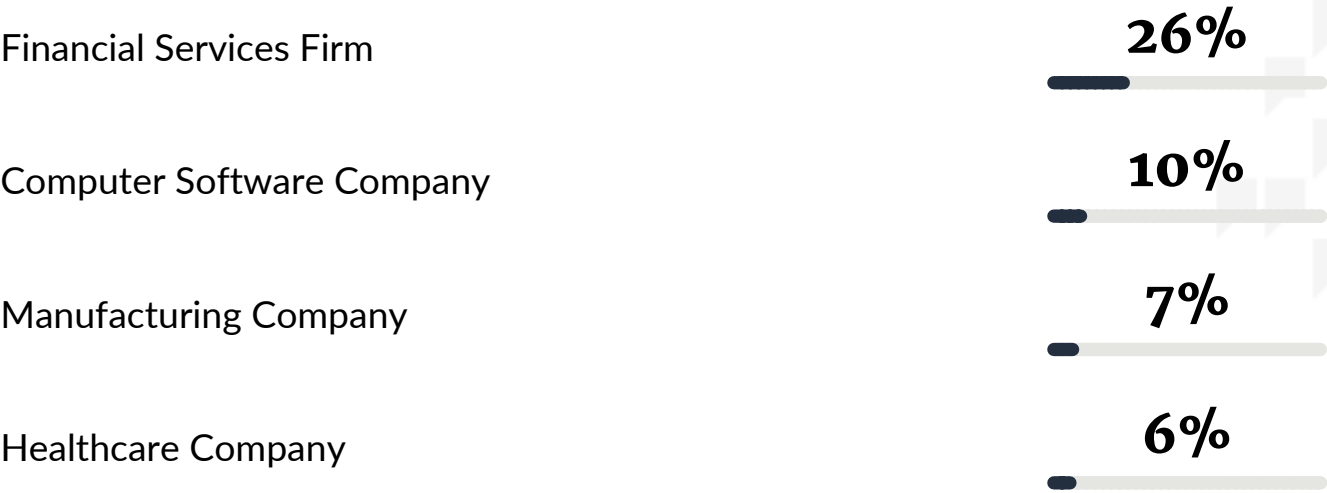 Financial Services Firm
26%
Computer Software Company
10%
Manufacturing Company
7%
Healthcare Company
6%